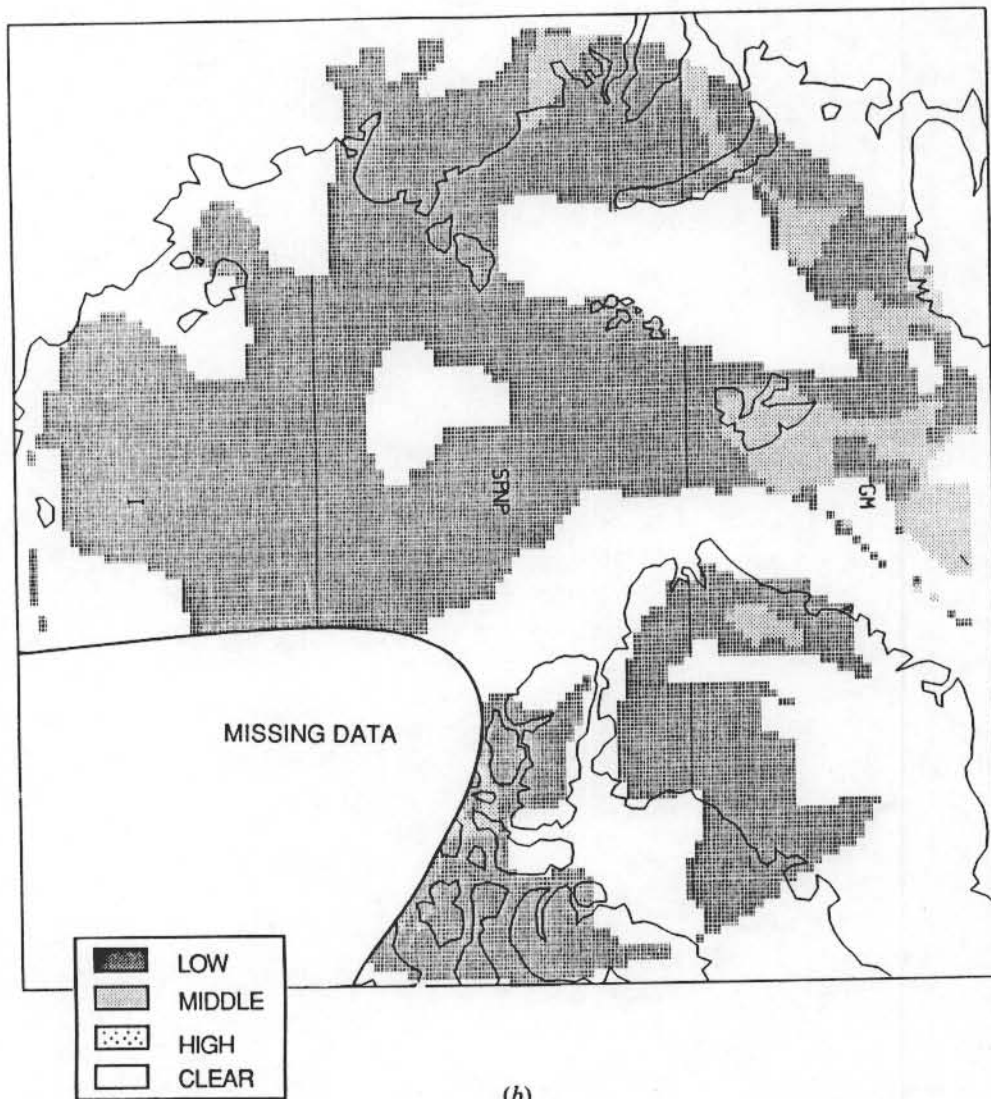 I
SPNP
GM
MISSING DATA
LOW
MIDDLE
HIGH
CLEAR
(b)